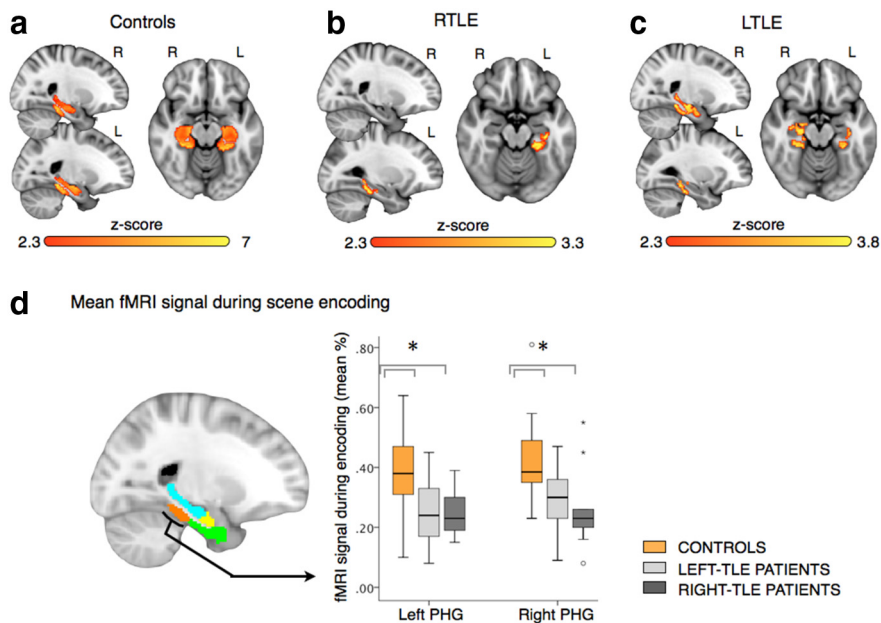 a
Controls
R
R
L
L
z-score
2.3
7
b
RTLE
R
R
L
L
z-score
2.3
3.3
c
LTLE
R
R
L
L
z-score
2.3
3.8
d
Mean fMRI signal during scene encoding
fMRI signal during encoding (mean %)
.80
.60
.40
.20
.00
*
*
Left PHG
Right PHG
CONTROLS
LEFT-TLE PATIENTS
RIGHT-TLE PATIENTS